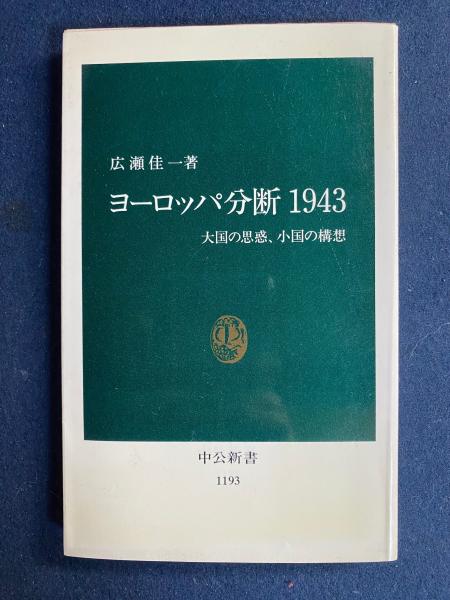 広瀬佳一著
ヨーロッパ分断 1943
大国の思惑、小国の構想
中公新書
1193